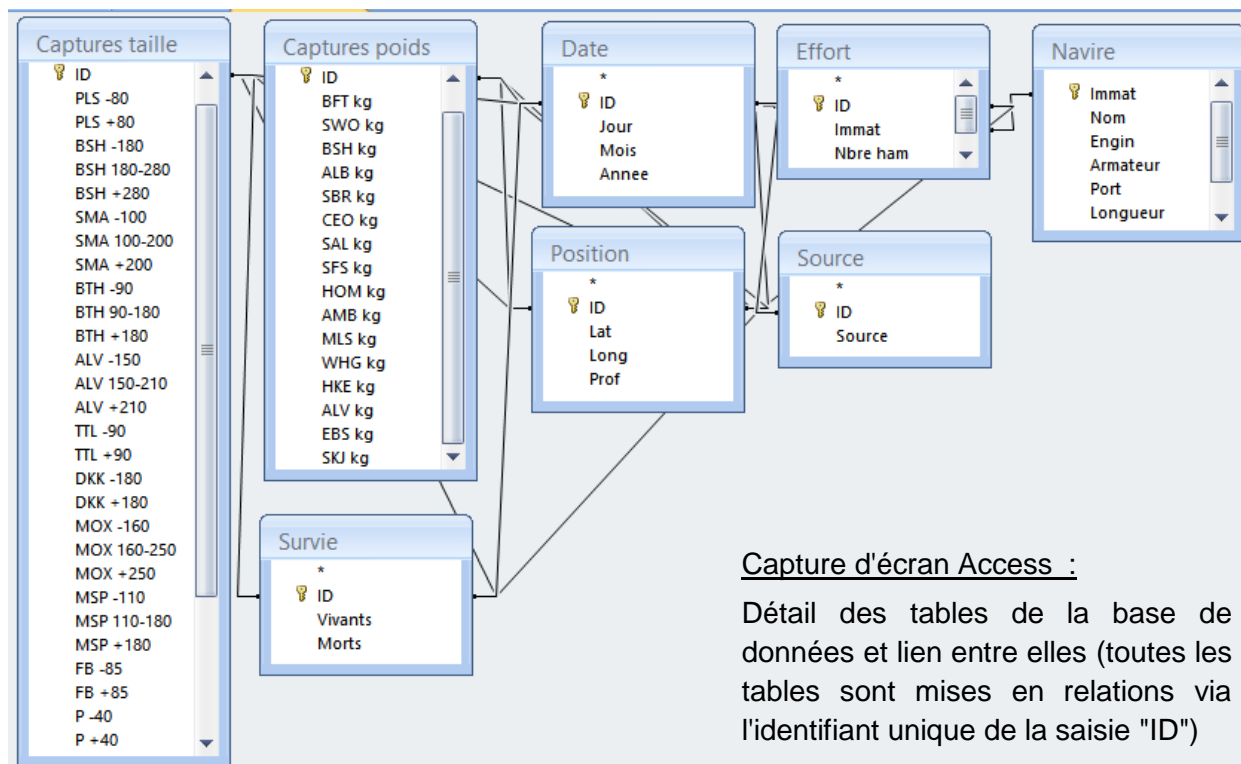 Captures taille
ID
PLS -80
PLS +80
BSH -180
BSH 180-280
BSH +280
SMA -100
SMA 100-200
SMA +200
BTH -90
BTH 90-180
BTH +180
ALV -150
ALV 150-210
ALV +210
TTL -90
TTL +90
DKK -180
DKK +180
MOX -160
MOX 160-250
MOX +250
MSP -110
MSP 110-180
MSP +180
FB -85
FB +85
P -40
P +40
Captures poids
ID
BFT kg
SWO kg
BSH kg
ALB kg
SBR kg
CEO kg
SAL kg
SFS kg
HOM kg
AMB kg
MLS kg
WHG kg
HKE kg
ALV kg
EBS kg
SKJ kg
Date
*
ID
Jour
Mois
Annee
Effort
*
ID
Immat
Nbre ham
Navire
Immat
Nom
Engin
Armateur
Port
Longueur
Position
*
ID
Lat
Long
Prof
Source
*
ID
Source
Survie
*
ID
Vivants
Morts
Capture d'écran Access :
Détail des tables de la base de
données et lien entre elles (toutes les
tables sont mises en relations via
l'identifiant unique de la saisie "ID")